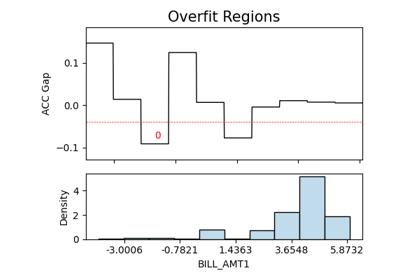 Overfit Regions
ACC Gap
0.1
0.0
−0.1
0
Density
4
2
0
-3.0006 -0.7821 1.4363 3.6548 5.8732
BILL_AMT1